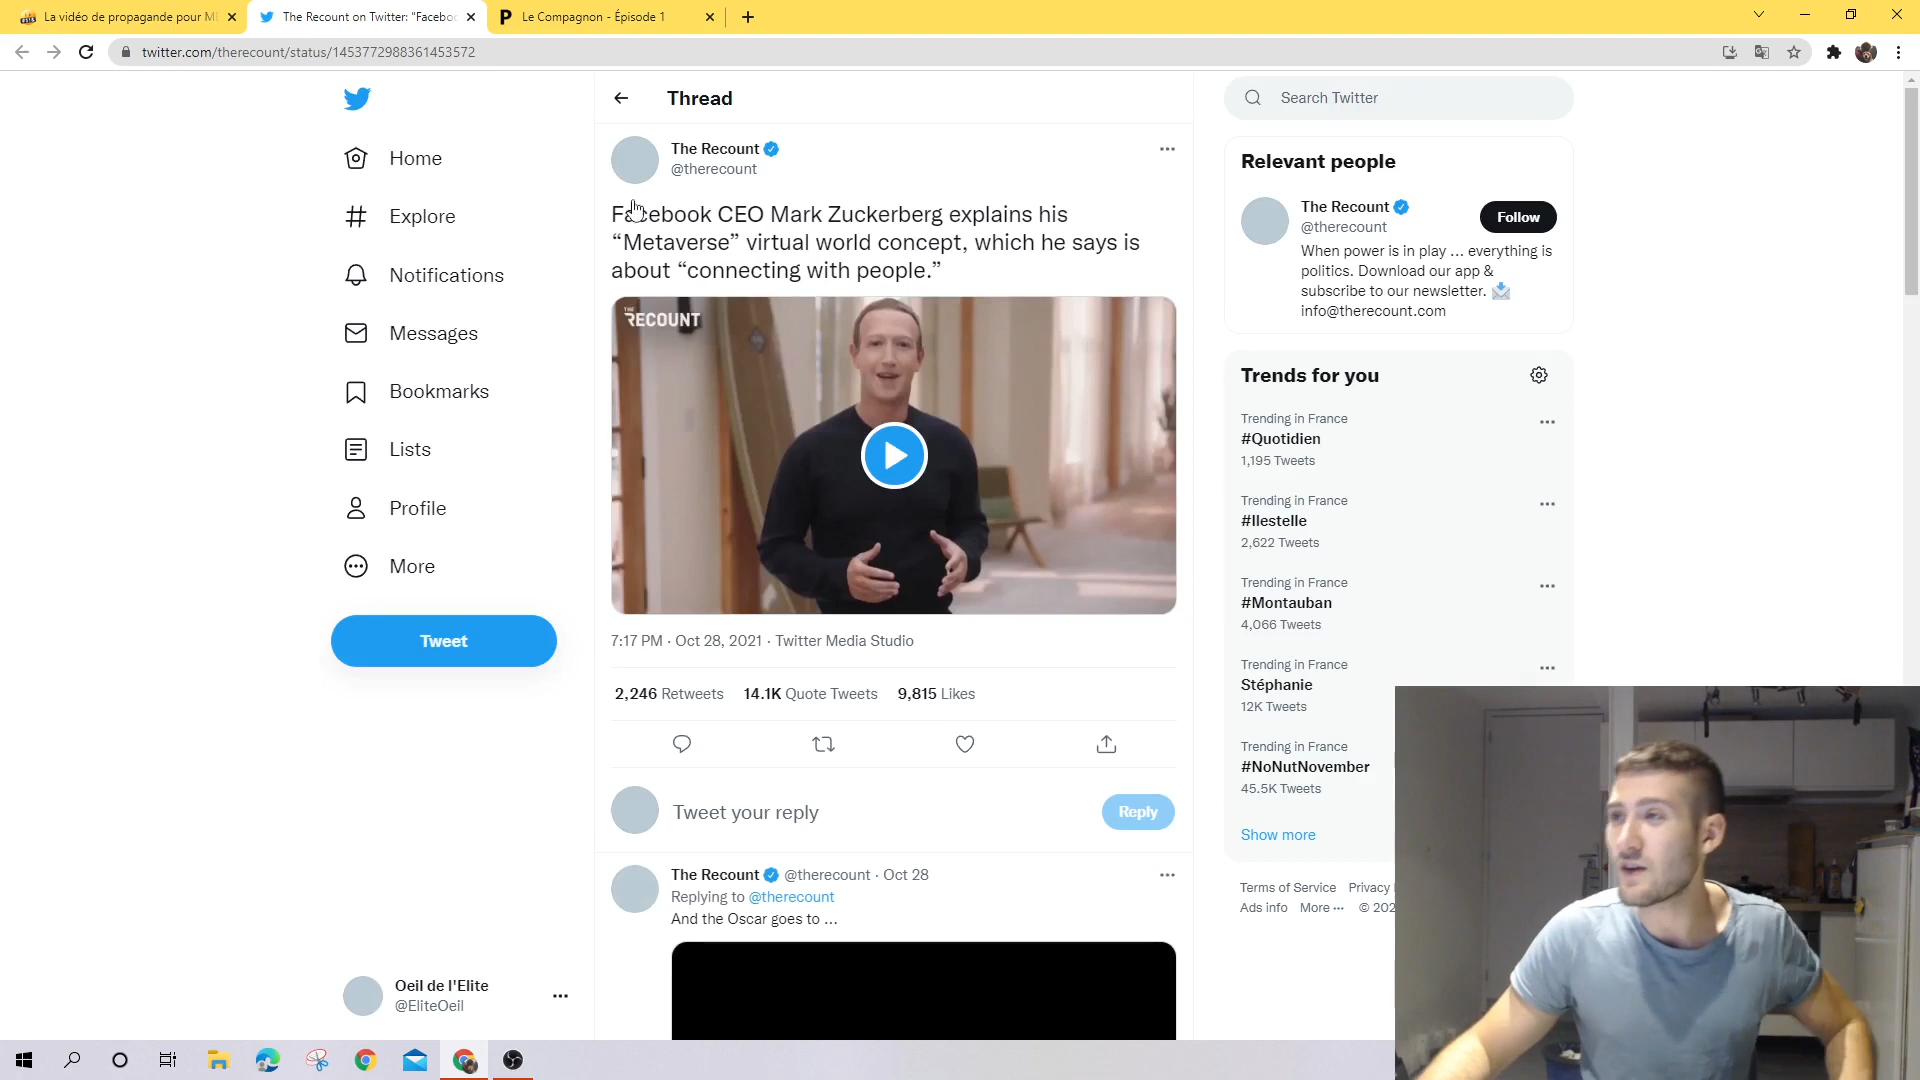 La vidéo de propagande pour M
The Recount on Twitter: "Facebo
Le Compagnon - Épisode 1
twitter.com/therecount/status/1453772988361453572
Thread
Search Twitter
Home
Explore
Notifications
Messages
Bookmarks
Lists
Profile
More
Tweet
Oeil de l'Elite
@EliteOeil
The Recount
@therecount
Facebook CEO Mark Zuckerberg explains his
“Metaverse” virtual world concept, which he says is
about “connecting with people.”
THE
RECOUNT
7:17 PM · Oct 28, 2021 · Twitter Media Studio
2,246 Retweets 14.1K Quote Tweets 9,815 Likes
Tweet your reply
Reply
The Recount @therecount · Oct 28
Replying to @therecount
And the Oscar goes to ...
Relevant people
The Recount
@therecount
Follow
When power is in play ... everything is
politics. Download our app &
subscribe to our newsletter.
info@therecount.com
Trends for you
Trending in France
#Quotidien
1,195 Tweets
Trending in France
#Ilestelle
2,622 Tweets
Trending in France
#Montauban
4,066 Tweets
Trending in France
Stéphanie
12K Tweets
Trending in France
#NoNutNovember
45.5K Tweets
Show more
Terms of Service Privacy
Ads info More ··· © 202